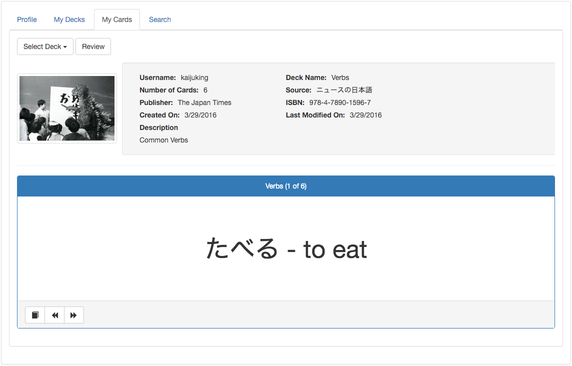 Profile My Decks My Cards Search
Select Deck Review
Username: kaijuking Deck Name: Verbs
Number of Cards: 6 Source: ニュースの日本語
Publisher: The Japan Times ISBN: 978-4-7890-1596-7
Created On: 3/29/2016 Last Modified On: 3/29/2016
Description
Common Verbs
Verbs (1 of 6)
たべる - to eat